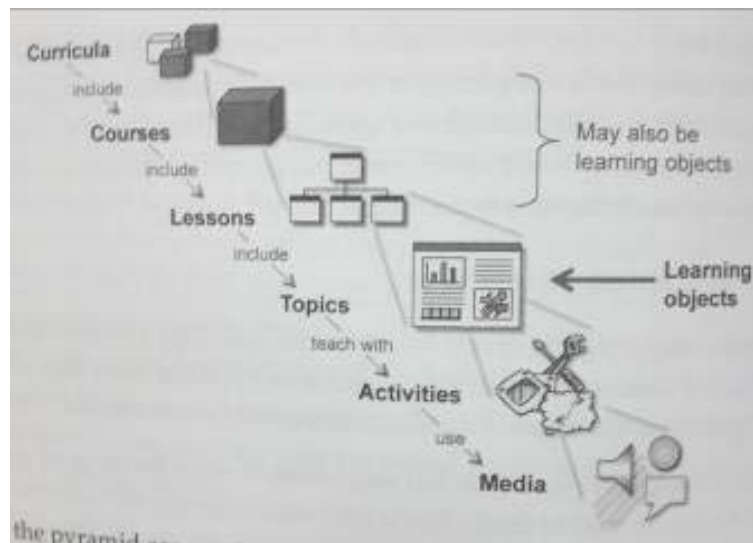 Curricula
include
Courses
include
Lessons
include
Topics
teach with
Activities
use
Media
May also be
learning objects
Learning
objects
the pyramid